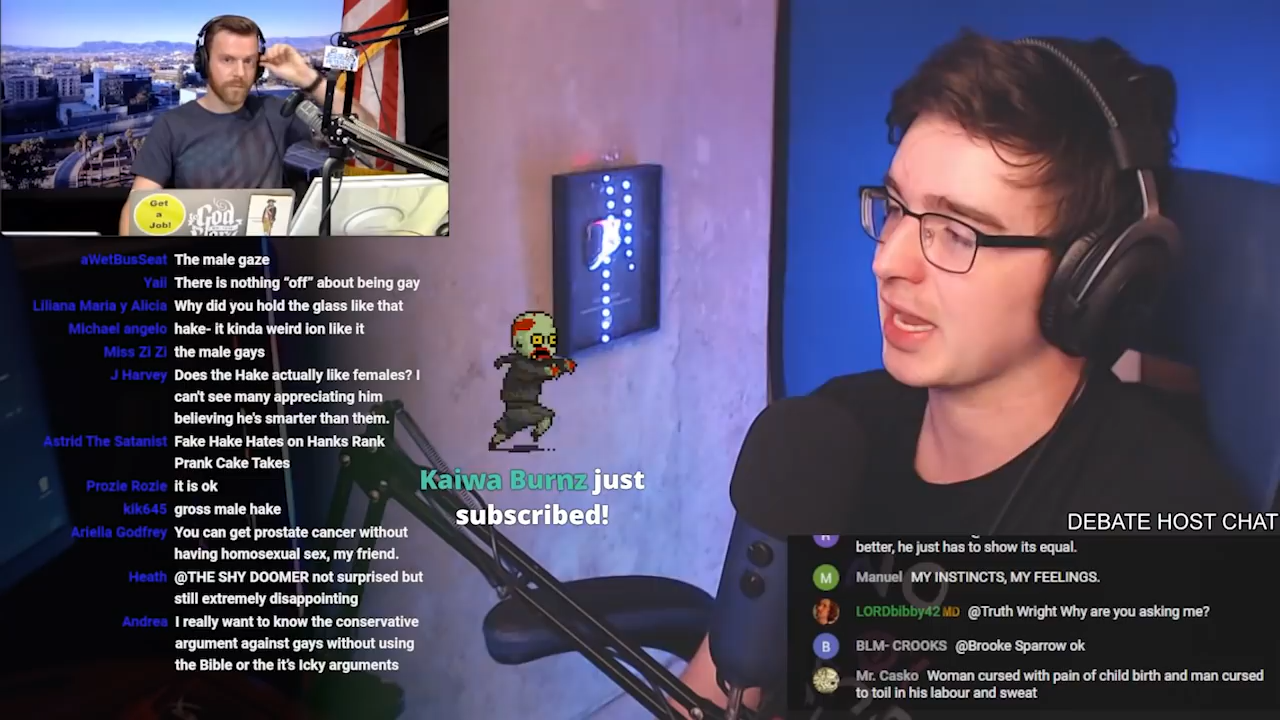 Get
a
Job!
God
aWetBusSeat The male gaze
Yail There is nothing “off” about being gay
Liliana Maria y Alicia Why did you hold the glass like that
Michael angelo hake- it kinda weird ion like it
Miss Zi Zi the male gays
J Harvey Does the Hake actually like females? I
can't see many appreciating him
believing he's smarter than them.
Astrid The Satanist Fake Hake Hates on Hanks Rank
Prank Cake Takes
Prozie Rozie it is ok
kik645 gross male hake
Ariella Godfrey You can get prostate cancer without
having homosexual sex, my friend.
Heath @THE SHY DOOMER not surprised but
still extremely disappointing
Andrea I really want to know the conservative
argument against gays without using
the Bible or the it's Icky arguments
Kaiwa Burnz just
subscribed!
DEBATE HOST CHAT
better, he just has to show its equal.
M Manuel MY INSTINCTS, MY FEELINGS.
LORDbibby42 MD @Truth Wright Why are you asking me?
B BLM- CROOKS @Brooke Sparrow ok
Mr. Casko Woman cursed with pain of child birth and man cursed
to toil in his labour and sweat